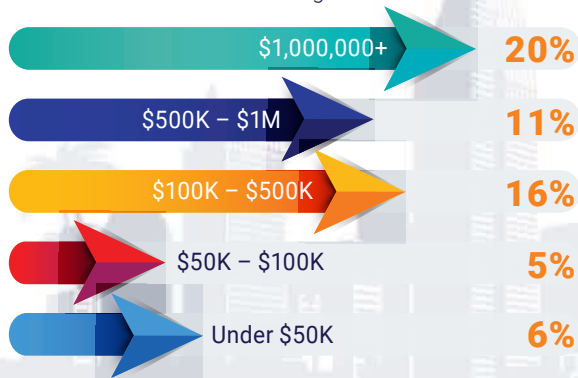 $1,000,000+ 20%
$500K – $1M 11%
$100K – $500K 16%
$50K – $100K 5%
Under $50K 6%